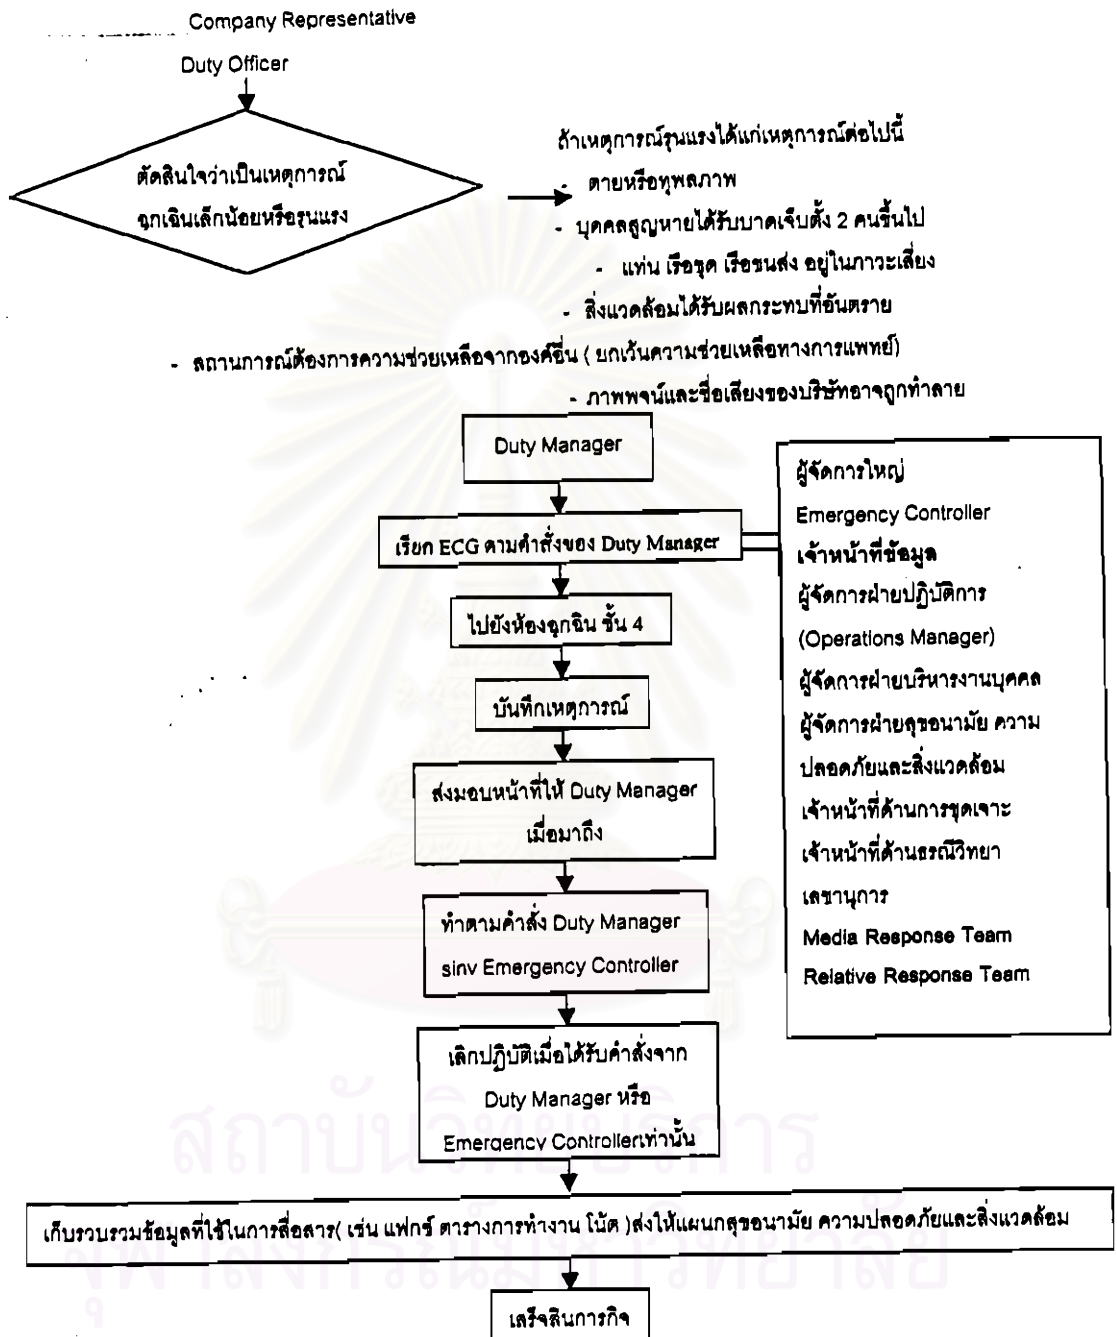 Company Representative
Duty Officer
ตัดสินใจว่าเป็นเหตุการณ์
ฉุกเฉินเล็กน้อยหรือรุนแรง
ถ้าเหตุการณ์รุนแรงได้แก่เหตุการณ์ต่อไปนี้
- ตายหรือทุพลภาพ
- บุคคลสูญหายได้รับบาดเจ็บตั้ง 2 คนขึ้นไป
- แท่น เรือขุด เรือขนส่ง อยู่ในภาวะเสี่ยง
- สิ่งแวดล้อมได้รับผลกระทบที่อันตราย
- สถานการณ์ต้องการความช่วยเหลือจากองค์อื่น ( ยกเว้นความช่วยเหลือทางการแพทย์)
- ภาพพจน์และชื่อเสียงของบริษัทอาจถูกทำลาย
Duty Manager
เรียก ECG ตามคำสั่งของ Duty Manager
ไปยังห้องฉุกฉิน ชั้น 4
บันทึกเหตุการณ์
ส่งมอบหน้าที่ให้ Duty Manager
เมื่อมาถึง
ทำตามคำสั่ง Duty Manager
sinv Emergency Controller
เลิกปฏิบัติเมื่อได้รับคำสั่งจาก
Duty Manager หรือ
Emergency Controllerเท่านั้น
ผู้จัดการใหญ่
Emergency Controller
เจ้าหน้าที่ข้อมูล
ผู้จัดการฝ่ายปฏิบัติการ
(Operations Manager)
ผู้จัดการฝ่ายบริหารงานบุคคล
ผู้จัดการฝ่ายสุขอนามัย ความ
ปลอดภัยและสิ่งแวดล้อม
เจ้าหน้าที่ด้านการขุดเจาะ
เจ้าหน้าที่ด้านธรณีวิทยา
เลขานุการ
Media Response Team
Relative Response Team
เก็บรวบรวมข้อมูลที่ใช้ในการสื่อสาร( เช่น แฟกซ์ ตารางการทำงาน โน้ต )ส่งให้แผนกสุขอนามัย ความปลอดภัยและสิ่งแวดล้อม
เสร็จสิ้นภารกิจ
สถาบันวิทยบริการ
จุฬาลงกรณ์มหาวิทยาลัย